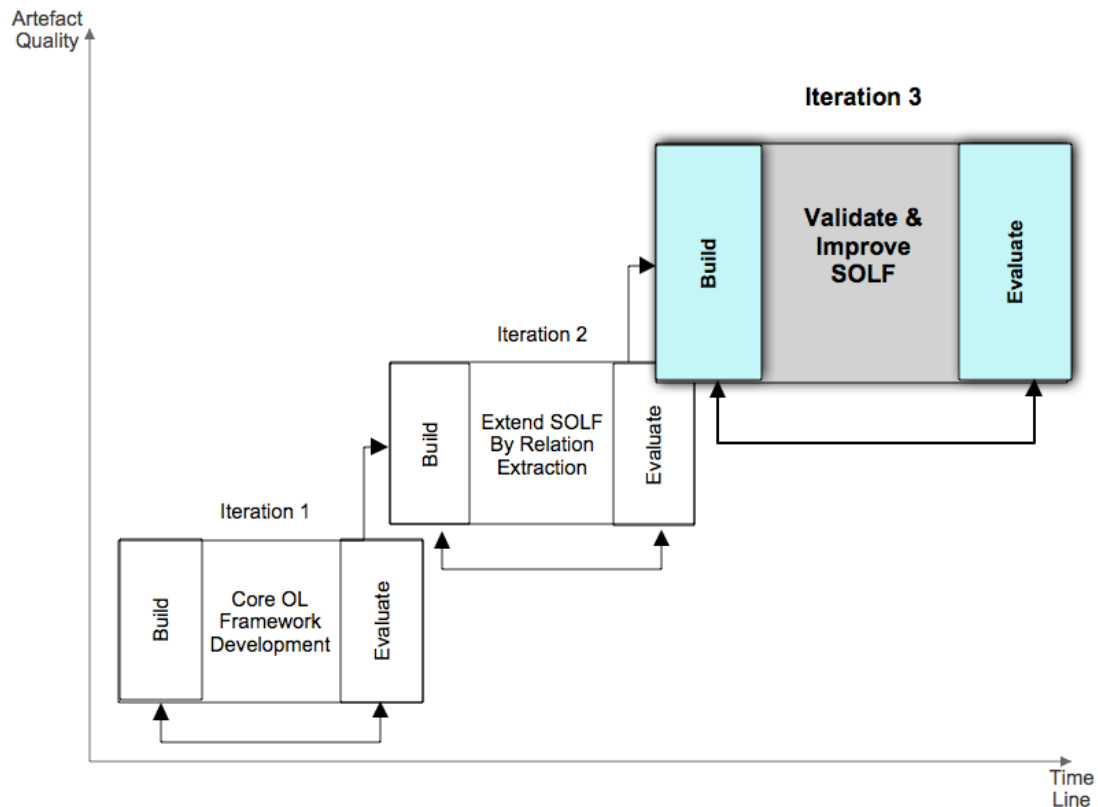 Artefact
Quality
Iteration 3
Build
Validate &
Improve
SOLF
Evaluate
Iteration 2
Build
Extend SOLF
By Relation
Extraction
Evaluate
Iteration 1
Build
Core OL
Framework
Development
Evaluate
Time
Line